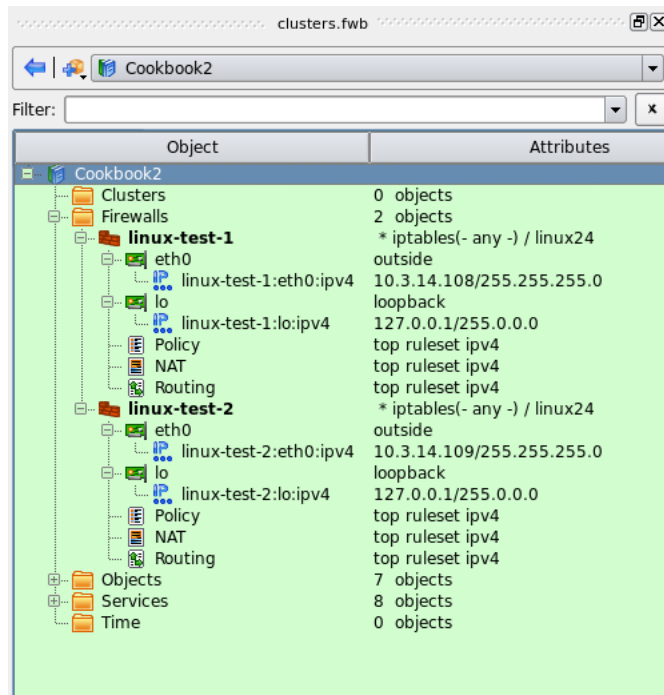 clusters.fwb
Cookbook2
Filter:
x
Object Attributes
Cookbook2
Clusters 0 objects
Firewalls 2 objects
linux-test-1 * iptables(- any -) / linux24
eth0 outside
IP linux-test-1:eth0:ipv4 10.3.14.108/255.255.255.0
lo loopback
IP linux-test-1:lo:ipv4 127.0.0.1/255.0.0.0
Policy top ruleset ipv4
NAT top ruleset ipv4
Routing top ruleset ipv4
linux-test-2 * iptables(- any -) / linux24
eth0 outside
IP linux-test-2:eth0:ipv4 10.3.14.109/255.255.255.0
lo loopback
IP linux-test-2:lo:ipv4 127.0.0.1/255.0.0.0
Policy top ruleset ipv4
NAT top ruleset ipv4
Routing top ruleset ipv4
Objects 7 objects
Services 8 objects
Time 0 objects